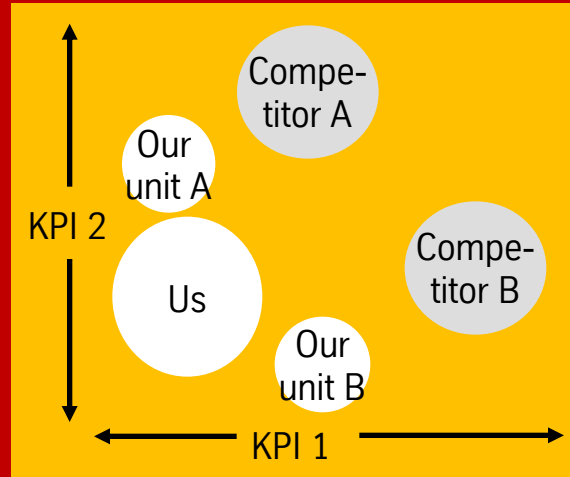 Compe-
titor A
Our
unit A
KPI 2
Compe-
titor B
Us
Our
unit B
KPI 1